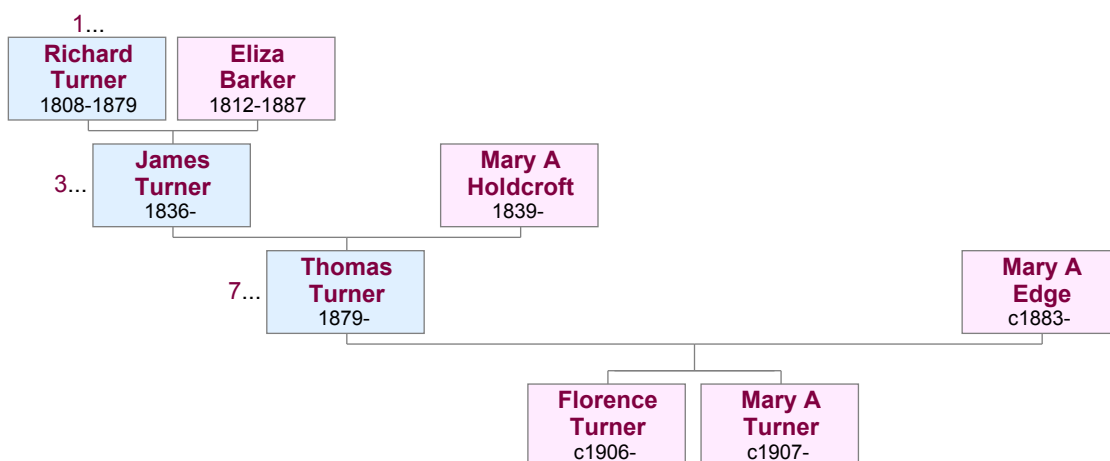 1...
Richard
Turner
1808-1879
Eliza
Barker
1812-1887
3...
James
Turner
1836-
Mary A
Holdcroft
1839-
7...
Thomas
Turner
1879-
Mary A
Edge
c1883-
Florence
Turner
c1906-
Mary A
Turner
c1907-